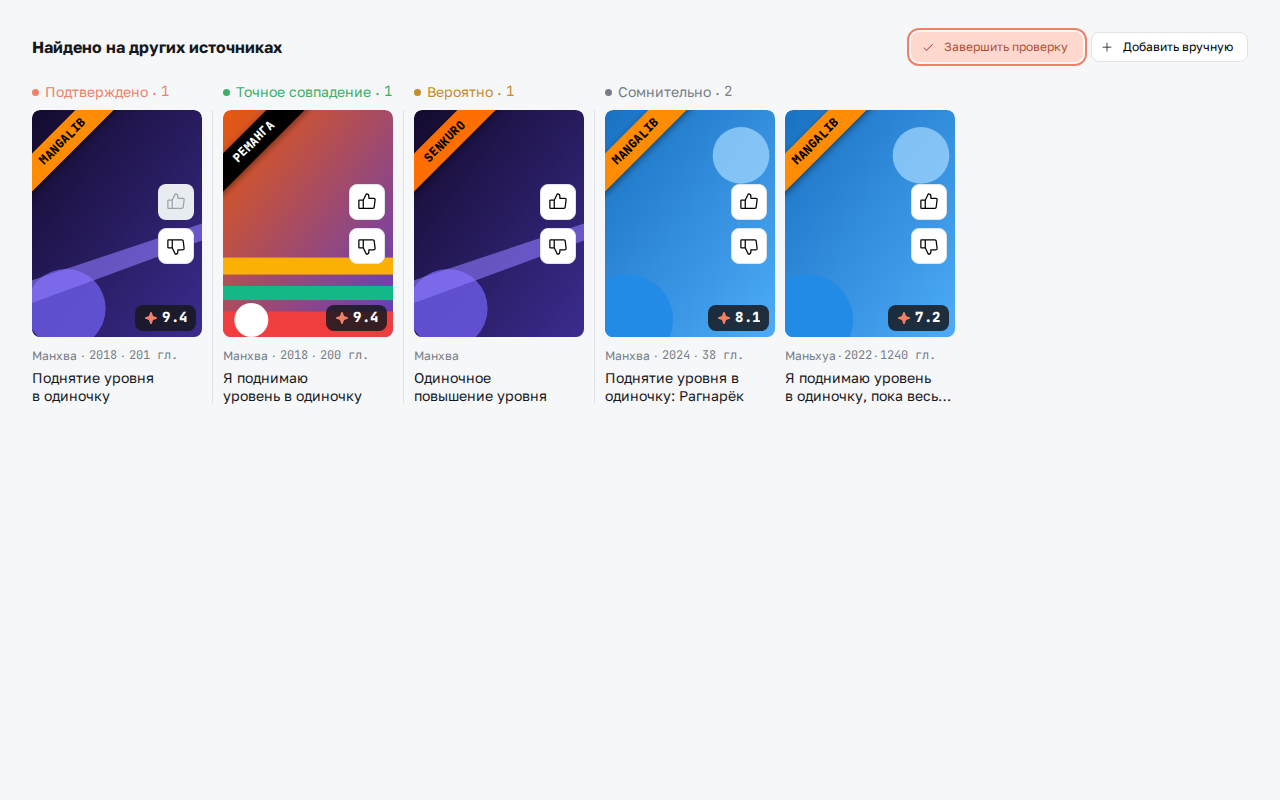 Найдено на других источниках
Завершить проверку
Добавить вручную
Подтверждено · 1
Точное совпадение · 1
Вероятно · 1
Сомнительно · 2
MANGALIB
РЕМАНГА
SENKURO
MANGALIB
MANGALIB
9.4
9.4
8.1
7.2
Манхва · 2018 · 201 гл.
Поднятие уровня
в одиночку
Манхва · 2018 · 200 гл.
Я поднимаю
уровень в одиночку
Манхва
Одиночное
повышение уровня
Манхва · 2024 · 38 гл.
Поднятие уровня в
одиночку: Рагнарёк
Маньхуа · 2022 · 1240 гл.
Я поднимаю уровень
в одиночку, пока весь...